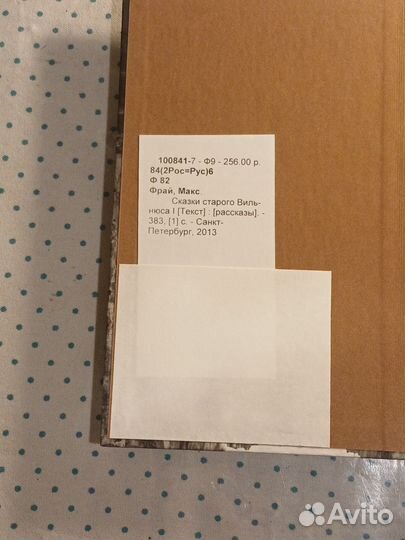 100841-7 - Ф9 - 256.00 р.
84(2Рос=Рус)6
Ф 82
Фрай, Макс.
Сказки старого Виль-
нюса I [Текст] : [рассказы]. -
383, [1] с. - Санкт-
Петербург, 2013
Avito